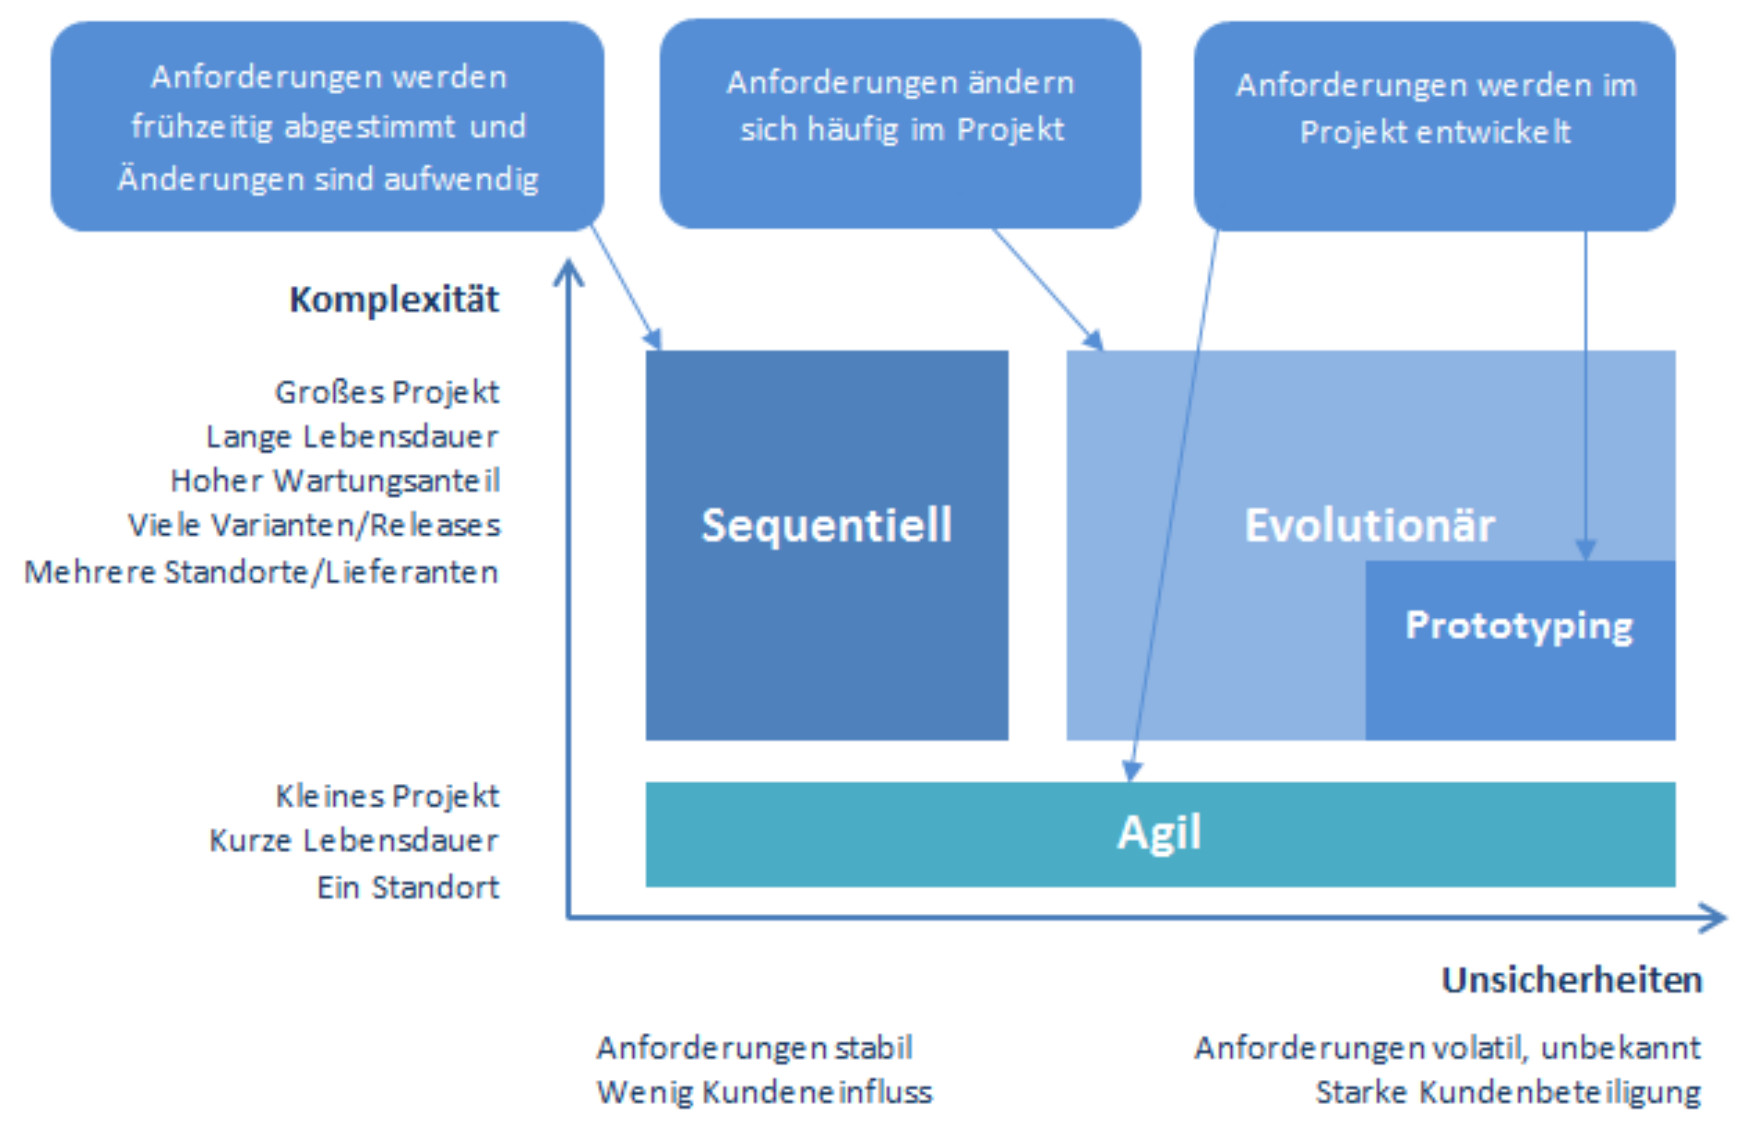 Anforderungen werden
frühzeitig abgestimmt und
Änderungen sind aufwendig
Anforderungen ändern
sich häufig im Projekt
Anforderungen werden im
Projekt entwickelt
Komplexität
Großes Projekt
Lange Lebensdauer
Hoher Wartungsanteil
Viele Varianten/Releases
Mehrere Standorte/Lieferanten
Sequentiell
Evolutionär
Prototyping
Kleines Projekt
Kurze Lebensdauer
Ein Standort
Agil
Unsicherheiten
Anforderungen stabil
Wenig Kundeneinfluss
Anforderungen volatil, unbekannt
Starke Kundenbeteiligung